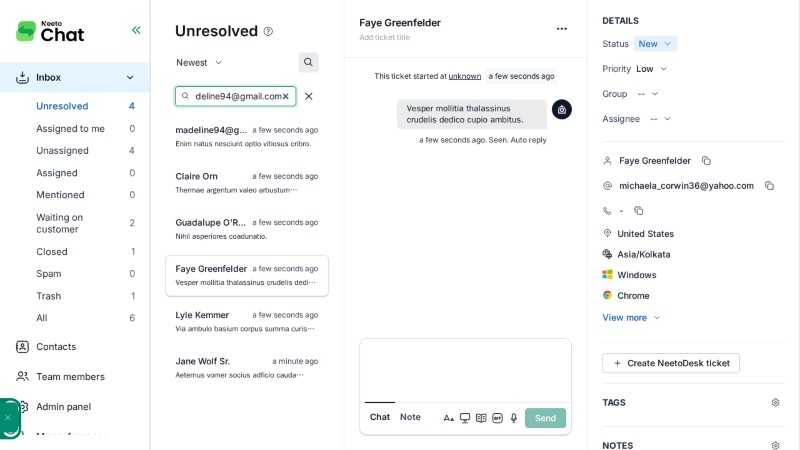 Neeto
Chat
Inbox
Unresolved 4
Assigned to me 0
Unassigned 4
Assigned 0
Mentioned 0
Waiting on
customer 2
Closed 1
Spam 0
Trash 1
All 6
Contacts
Team members
Admin panel
Unresolved
Newest
deline94@gmail.com
madeline94@g... a few seconds ago
Enim natus nesciunt optio vitiosus cribro.
Claire Orn a few seconds ago
Thermae argentum valeo arbustum...
Guadalupe O'R... a few seconds ago
Nihil asperiores coadunatio.
Faye Greenfelder a few seconds ago
Vesper mollitia thalassinus crudelis dedi...
Lyle Kemmer a few seconds ago
Via ambulo basium corpus summa curis...
Jane Wolf Sr. a minute ago
Aeternus vomer socius adficio cauda...
Faye Greenfelder
Add ticket title
This ticket started at unknown a few seconds ago
Vesper mollitia thalassinus
crudelis dedico cupio ambitus.
a few seconds ago. Seen. Auto reply
Chat Note
GIF
Send
DETAILS
Status New
Priority Low
Group --
Assignee --
Faye Greenfelder
michaela_corwin36@yahoo.com
-
United States
Asia/Kolkata
Windows
Chrome
View more
+ Create NeetoDesk ticket
TAGS
NOTES